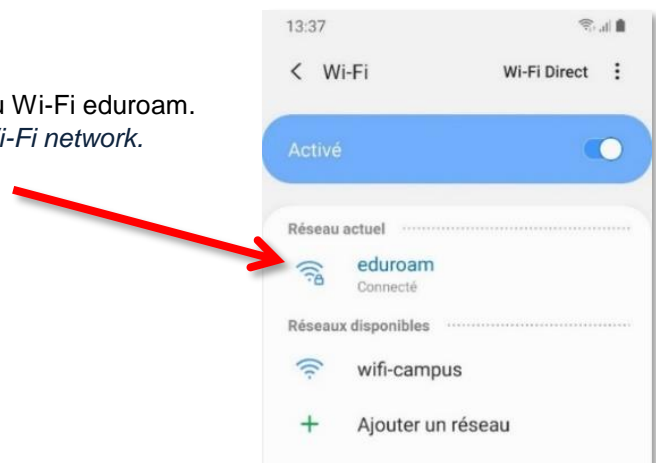 13:37
Wi-Fi
Wi-Fi Direct
u Wi-Fi eduroam.
i-Fi network.
Activé
Réseau actuel
eduroam
Connecté
Réseaux disponibles
wifi-campus
Ajouter un réseau